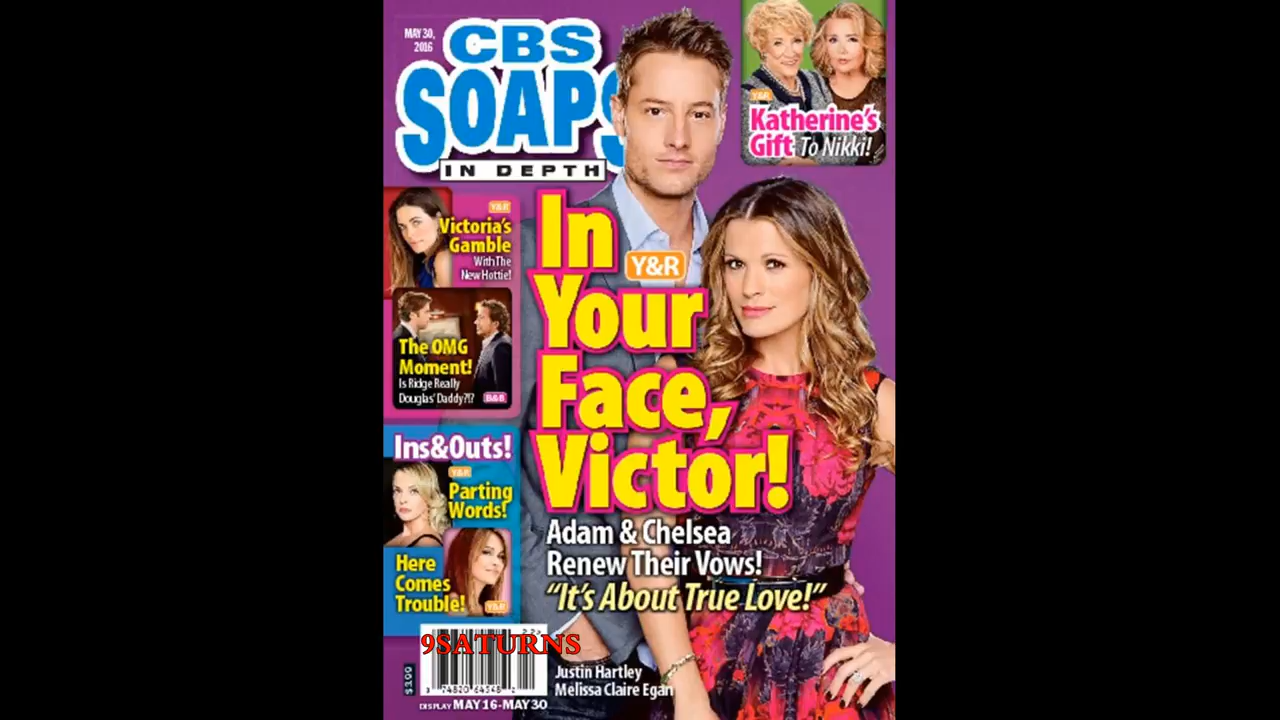 MAY 30,
2016
CBS
SOAPS
IN DEPTH
Y&R
Katherine's
Gift To Nikki!
Y&R
Victoria's
Gamble
With The
New Hottie!
The OMG
Moment!
Is Ridge Really
Douglas' Daddy?!?
B&B
Ins&Outs!
Y&R
Parting
Words!
Here
Comes
Trouble!
Y&R
In
Y&R
Your
Face,
Victor!
Adam & Chelsea
Renew Their Vows!
"It's About True Love!"
9SATURNS
Justin Hartley
Melissa Claire Egan
$3.99
DISPLAY MAY 16-MAY 30